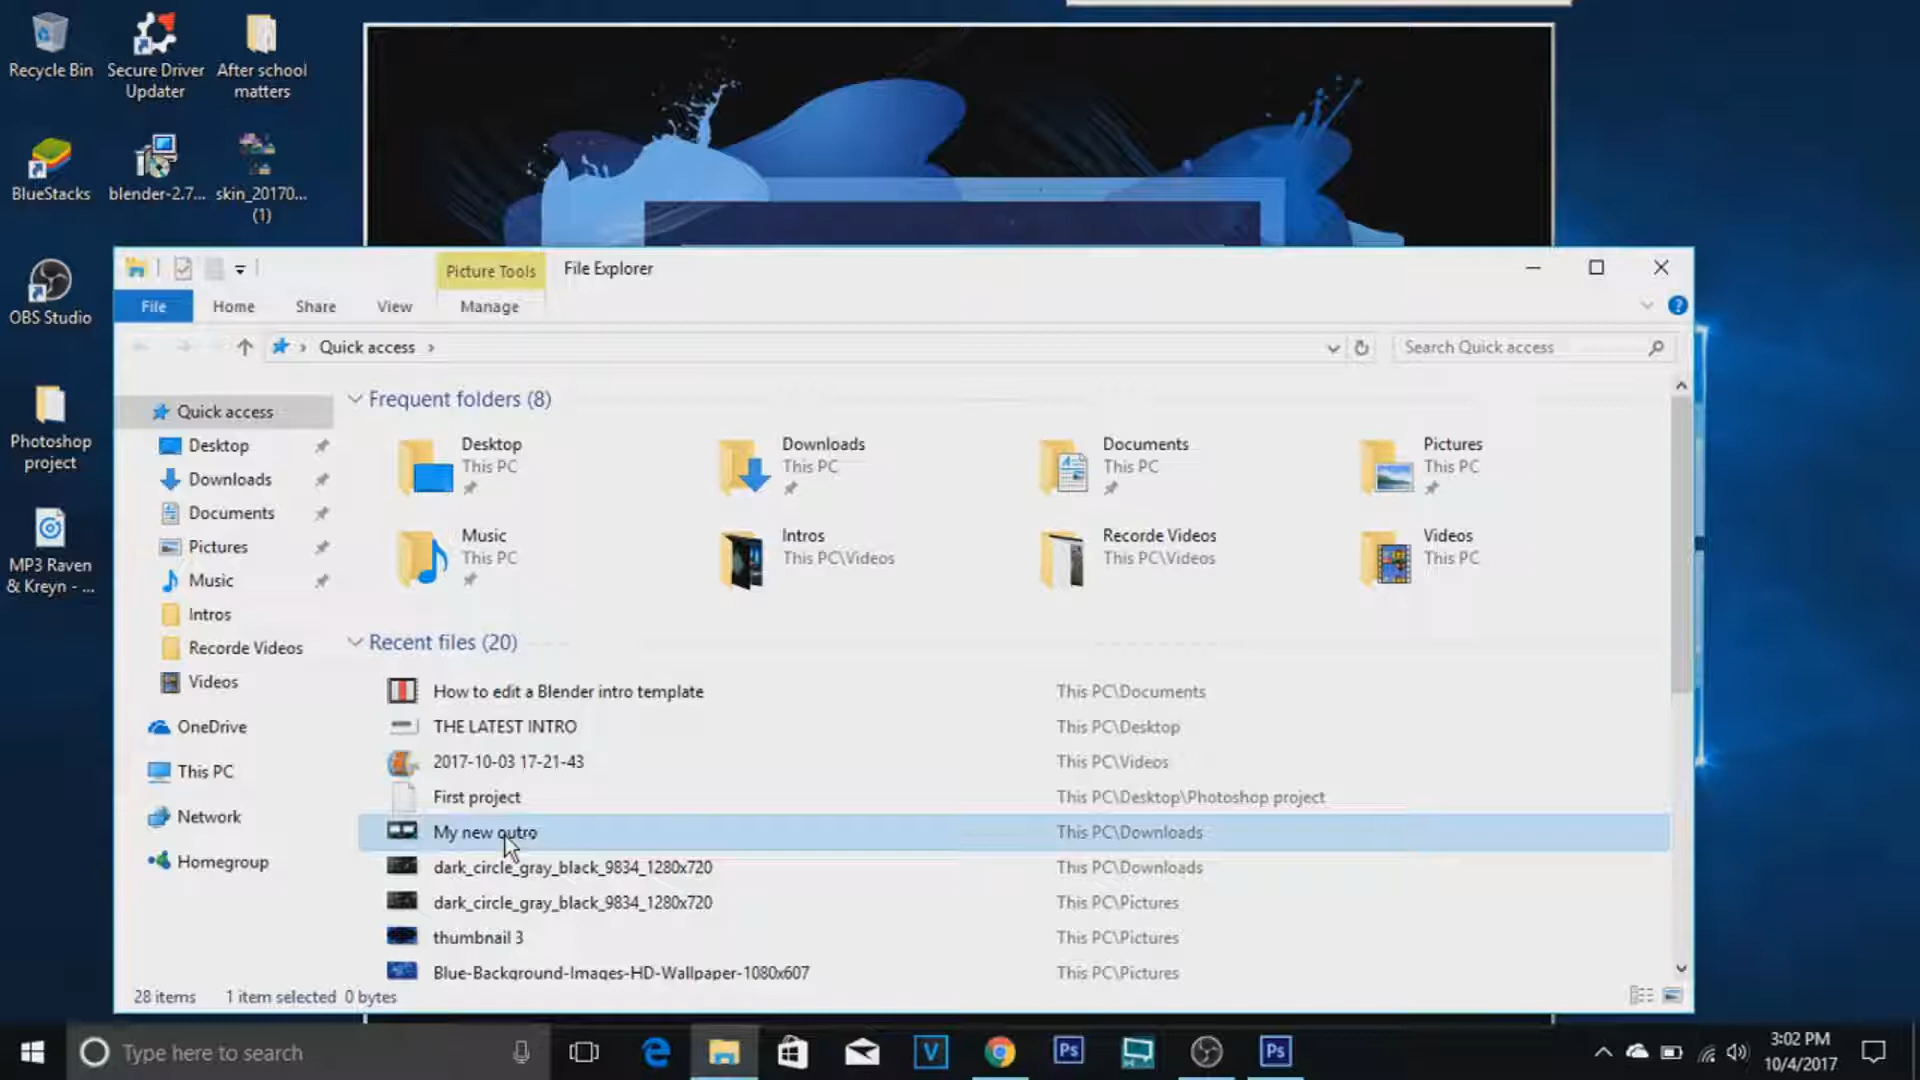 Recycle Bin
Secure Driver
Updater
After school
matters
BlueStacks
blender-2.7...
skin_20170...
(1)
OBS Studio
Photoshop
project
MP3 Raven
& Kreyn - ...
Picture Tools
File Explorer
File
Home
Share
View
Manage
Quick access
Search Quick access
Quick access
Desktop
Downloads
Documents
Pictures
Music
Intros
Recorde Videos
Videos
OneDrive
This PC
Network
Homegroup
Frequent folders (8)
Desktop
This PC
Downloads
This PC
Documents
This PC
Pictures
This PC
Music
This PC
Intros
This PC\Videos
Recorde Videos
This PC\Videos
Videos
This PC
Recent files (20)
How to edit a Blender intro template This PC\Documents
THE LATEST INTRO This PC\Desktop
2017-10-03 17-21-43 This PC\Videos
First project This PC\Desktop\Photoshop project
My new outro This PC\Downloads
dark_circle_gray_black_9834_1280x720 This PC\Downloads
dark_circle_gray_black_9834_1280x720 This PC\Pictures
thumbnail 3 This PC\Pictures
Blue-Background-Images-HD-Wallpaper-1080x607 This PC\Pictures
28 items 1 item selected 0 bytes
Type here to search
V
Ps
Ps
3:02 PM
10/4/2017